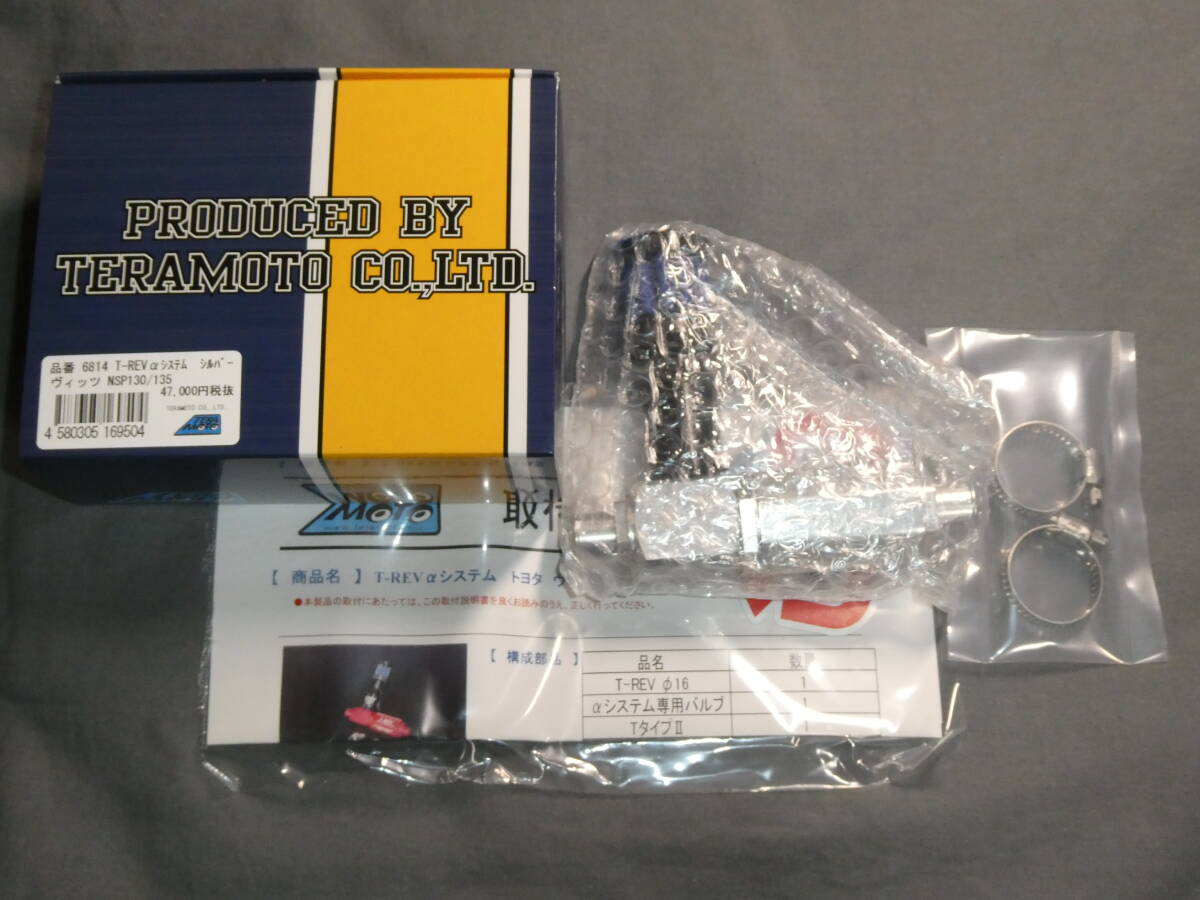 PRODUCED BY
TERAMOTO CO.,LTD.
品番 6814 T-REVαシステム シルバー
ヴィッツ NSP130/135
47,000円税抜
TERAMOTO CO.,LTD.
4 580305 169504
MOTO
取
【 商品名 】 T-REVαシステム トヨタ
●本製品の取付にあたっては、この取付説明書を良くお読みのうえ、正しく行ってください。
【 構成部品 】
品名
T-REV φ16 1
αシステム専用バルブ 1
TタイプⅡ 1